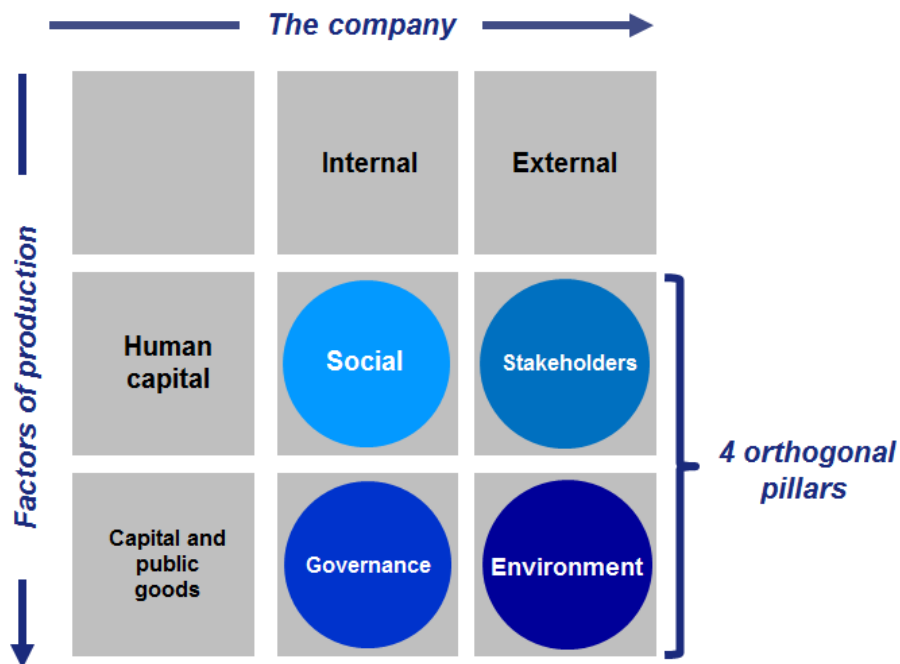 The company
Internal
External
Factors of production
Human
capital
Social
Stakeholders
4 orthogonal
pillars
Capital and
public
goods
Governance
Environment